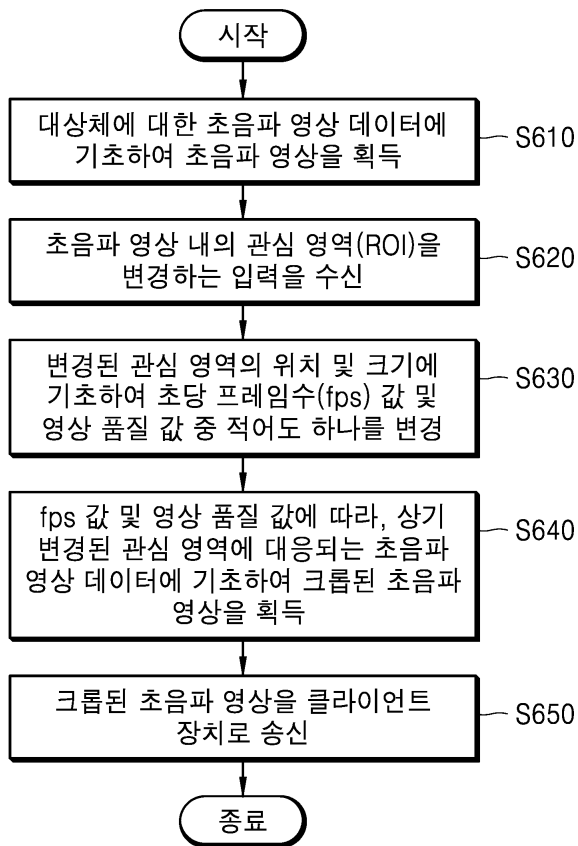 시작
대상체에 대한 초음파 영상 데이터에
기초하여 초음파 영상을 획득
S610
초음파 영상 내의 관심 영역(ROI)을
변경하는 입력을 수신
S620
변경된 관심 영역의 위치 및 크기에
기초하여 초당 프레임수(fps) 값 및
영상 품질 값 중 적어도 하나를 변경
S630
fps 값 및 영상 품질 값에 따라, 상기
변경된 관심 영역에 대응되는 초음파
영상 데이터에 기초하여 크롭된 초음파
영상을 획득
S640
크롭된 초음파 영상을 클라이언트
장치로 송신
S650
종료